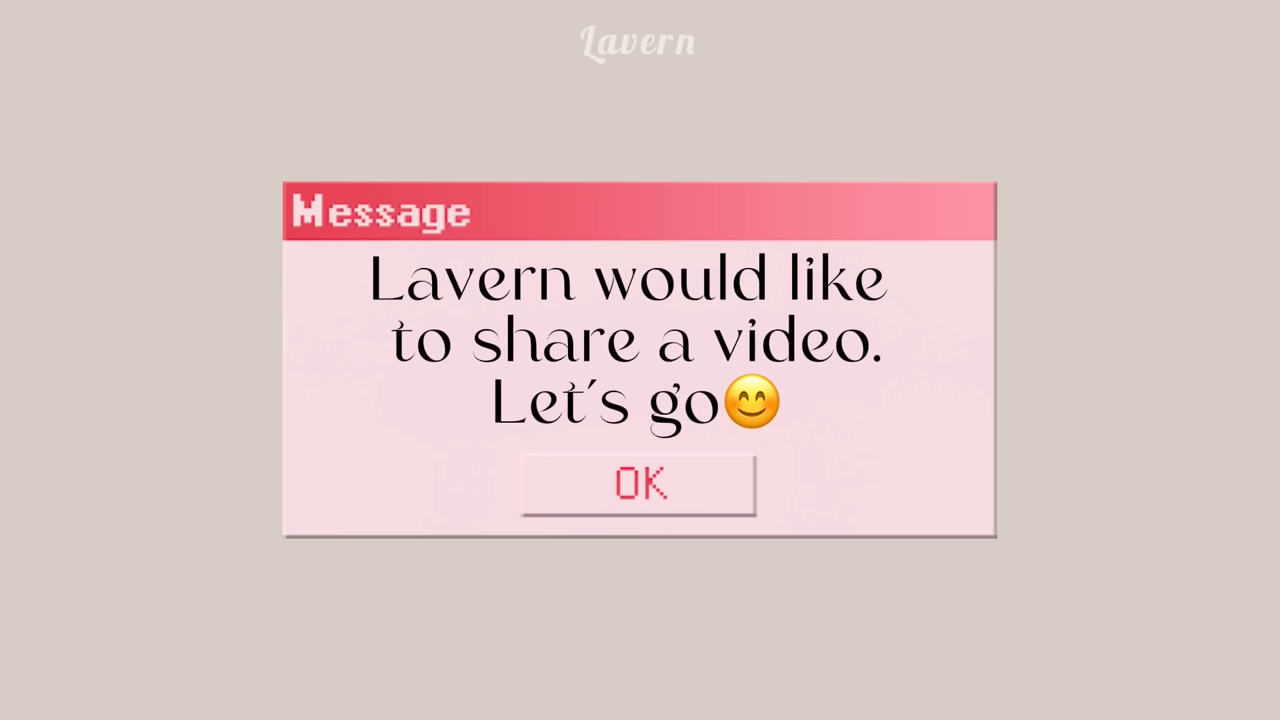 Lavern
Message
Lavern would like
to share a video.
Let's go😊
OK